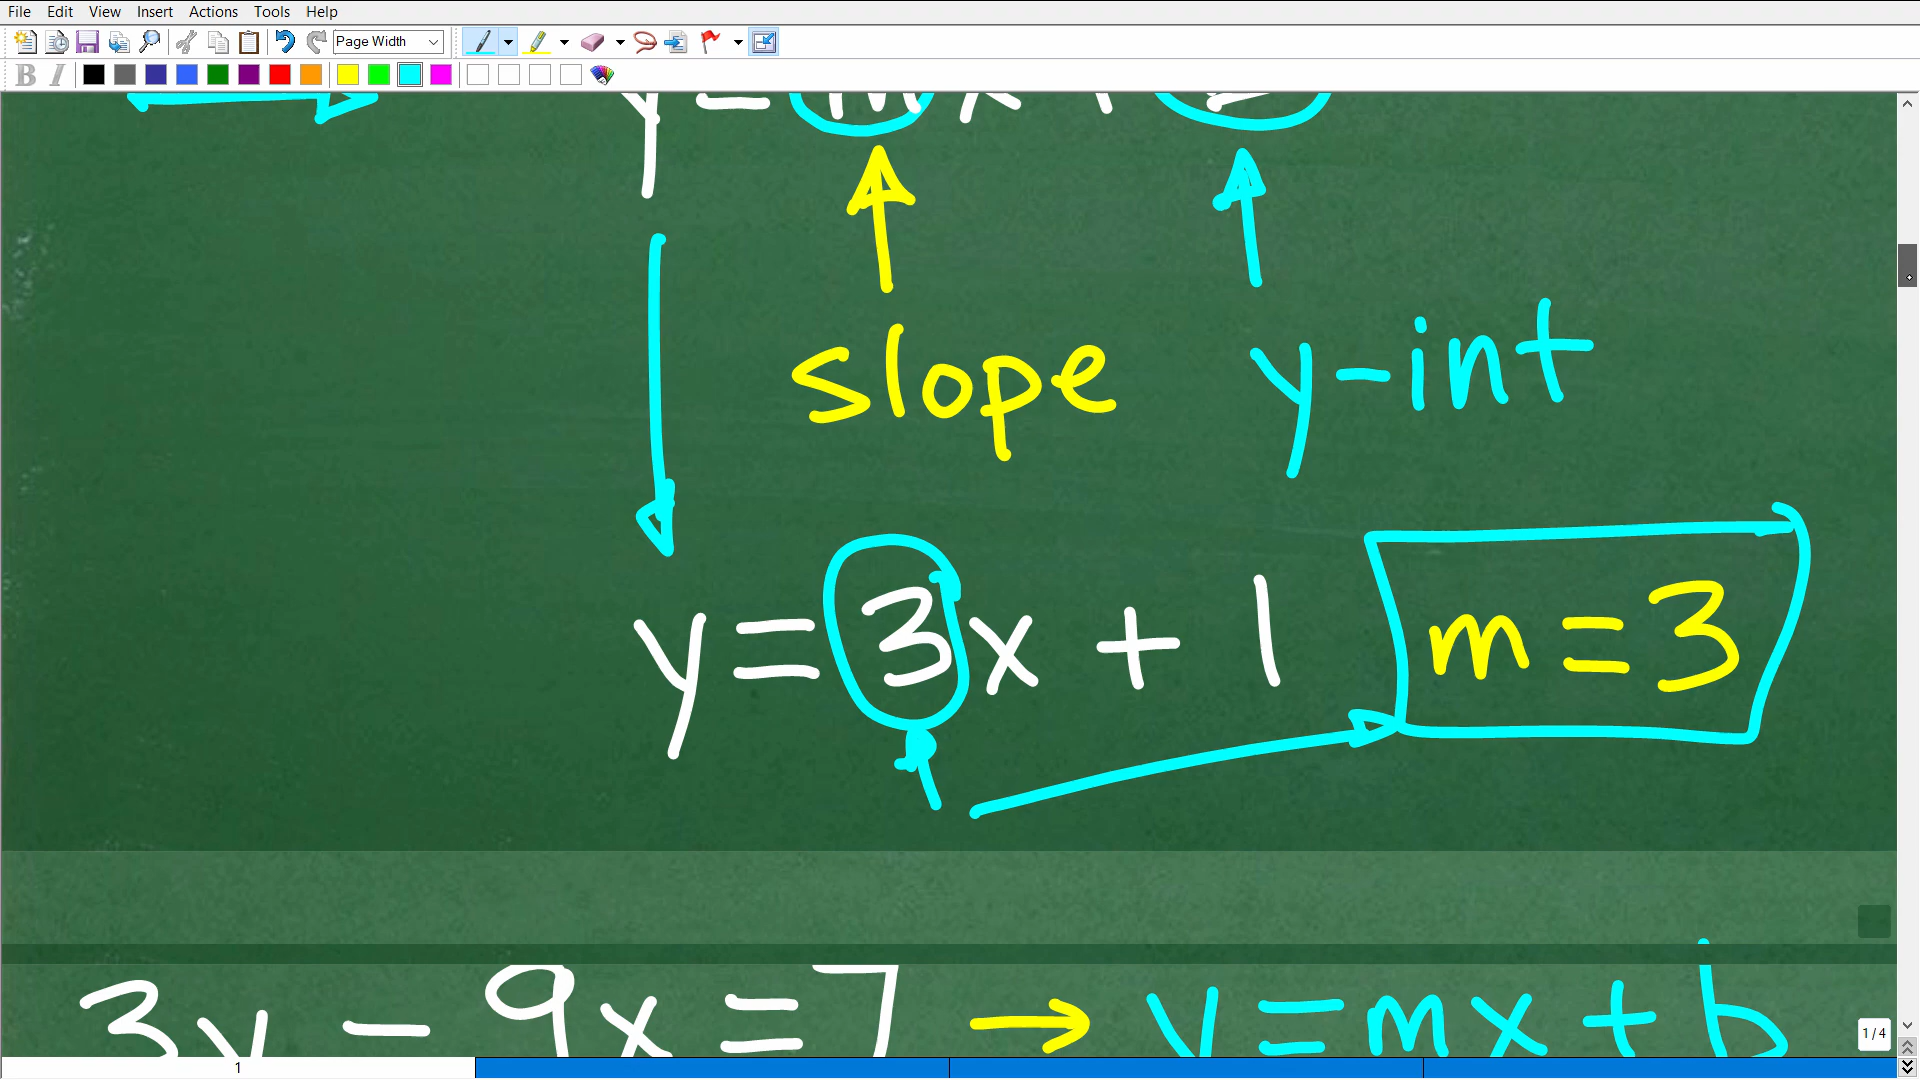 File Edit View Insert Actions Tools Help
Page Width
B I
y = m x +
slope y-int
y = 3x + 1 m = 3
3y - 9x = 7 → y = mx + b
1 / 4
1